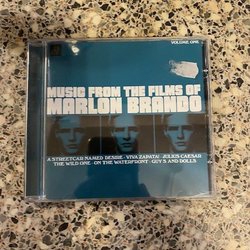 VOLUME ONE
MUSIC FROM THE FILMS OF
MARLON BRANDO
A STREETCAR NAMED DESIRE · VIVA ZAPATA! · JULIUS CAESAR
THE WILD ONE · ON THE WATERFRONT · GUYS AND DOLLS